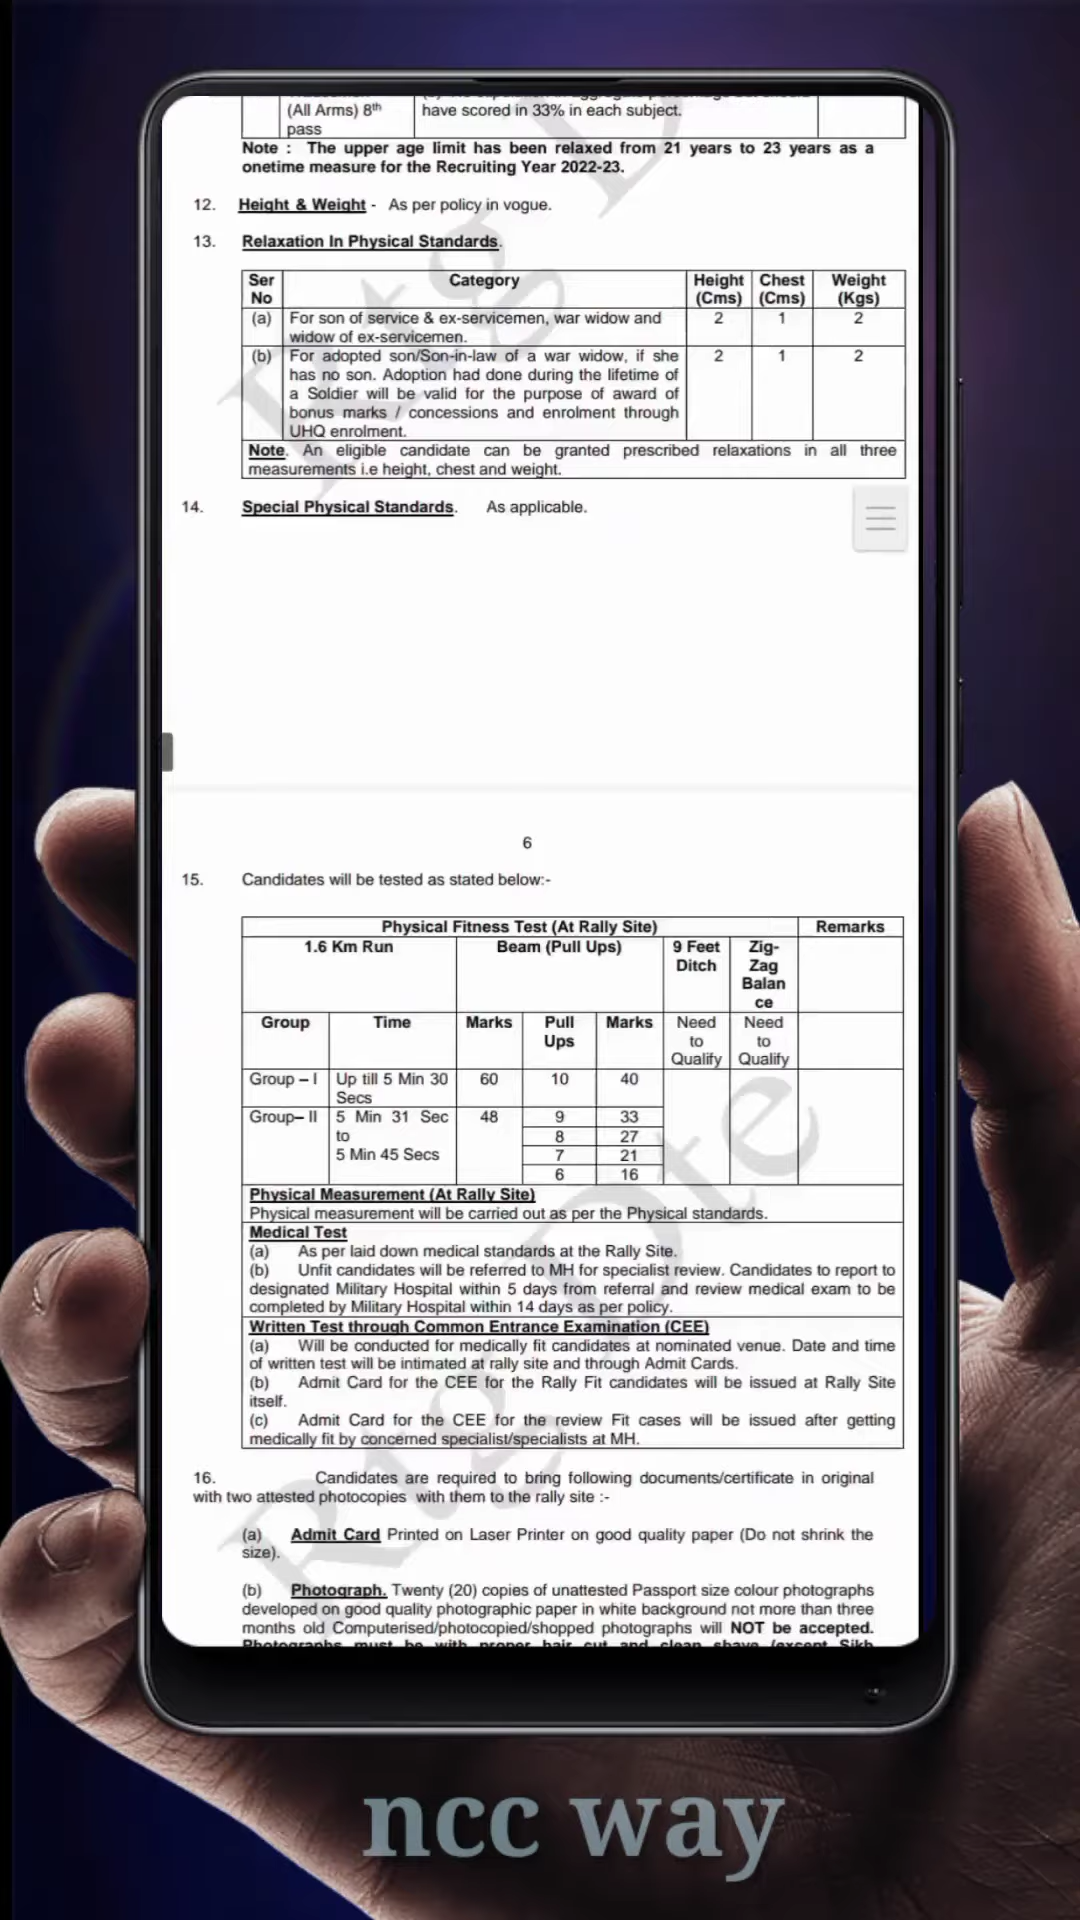 (All Arms) 8th
pass
have scored in 33% in each subject.
Note : The upper age limit has been relaxed from 21 years to 23 years as a
onetime measure for the Recruiting Year 2022-23.
12. Height & Weight - As per policy in vogue.
13. Relaxation In Physical Standards.
Ser No Category Height (Cms) Chest (Cms) Weight (Kgs)
(a) For son of service & ex-servicemen, war widow and 2 1 2
widow of ex-servicemen.
(b) For adopted son/Son-in-law of a war widow, if she 2 1 2
has no son. Adoption had done during the lifetime of
a Soldier will be valid for the purpose of award of
bonus marks / concessions and enrolment through
UHQ enrolment.
Note. An eligible candidate can be granted prescribed relaxations in all three
measurements i.e height, chest and weight.
14. Special Physical Standards. As applicable.
6
15. Candidates will be tested as stated below:-
Physical Fitness Test (At Rally Site) Remarks
1.6 Km Run Beam (Pull Ups) 9 Feet Ditch Zig-Zag Balan ce
Group Time Marks Pull Ups Marks Need to Qualify Need to Qualify
Group – I Up till 5 Min 30 Secs 60 10 40
Group– II 5 Min 31 Sec to 5 Min 45 Secs 48 9 33
8 27
7 21
6 16
Physical Measurement (At Rally Site)
Physical measurement will be carried out as per the Physical standards.
Medical Test
(a) As per laid down medical standards at the Rally Site.
(b) Unfit candidates will be referred to MH for specialist review. Candidates to report to
designated Military Hospital within 5 days from referral and review medical exam to be
completed by Military Hospital within 14 days as per policy.
Written Test through Common Entrance Examination (CEE)
(a) Will be conducted for medically fit candidates at nominated venue. Date and time
of written test will be intimated at rally site and through Admit Cards.
(b) Admit Card for the CEE for the Rally Fit candidates will be issued at Rally Site
itself.
(c) Admit Card for the CEE for the review Fit cases will be issued after getting
medically fit by concerned specialist/specialists at MH.
16. Candidates are required to bring following documents/certificate in original
with two attested photocopies with them to the rally site :-
(a) Admit Card Printed on Laser Printer on good quality paper (Do not shrink the
size).
(b) Photograph. Twenty (20) copies of unattested Passport size colour photographs
developed on good quality photographic paper in white background not more than three
months old Computerised/photocopied/shopped photographs will NOT be accepted.
Photographs must be with proper hair cut and clean shave (except Sikh
Rtg Dte
ncc way